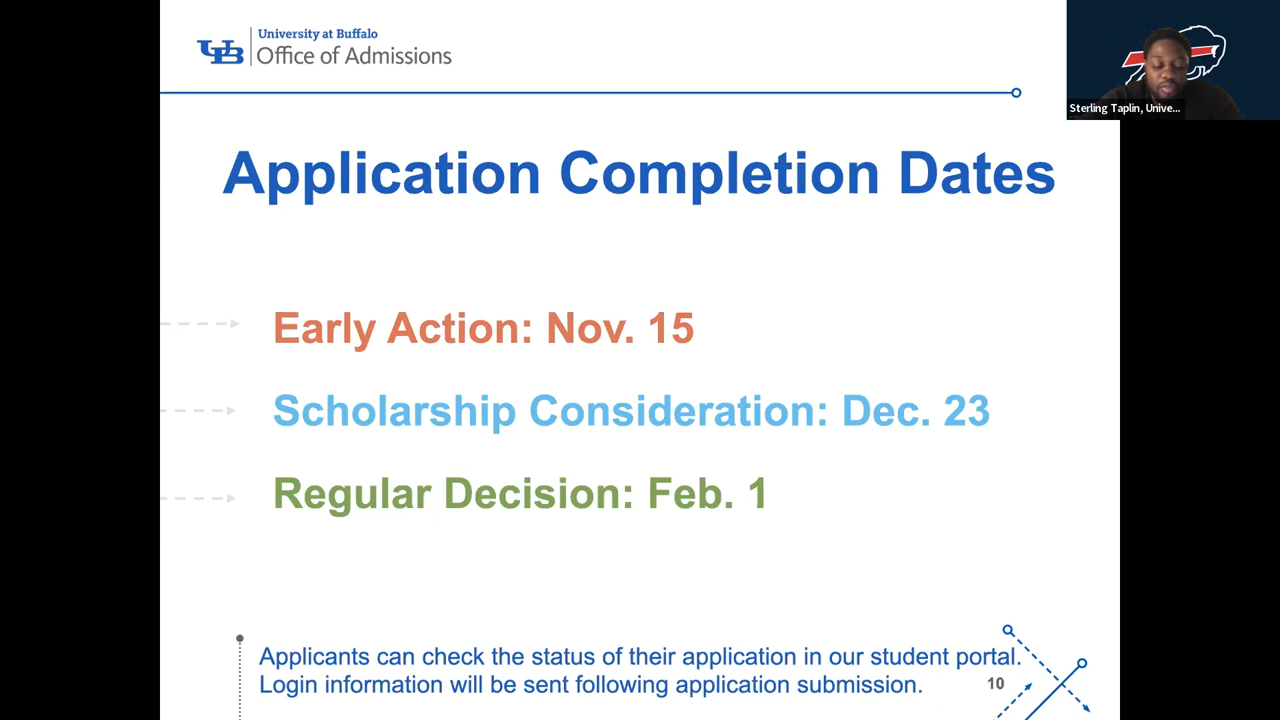 University at Buffalo
UB
Office of Admissions
Sterling Taplin, Unive...
Application Completion Dates
Early Action: Nov. 15
Scholarship Consideration: Dec. 23
Regular Decision: Feb. 1
Applicants can check the status of their application in our student portal.
Login information will be sent following application submission.
10